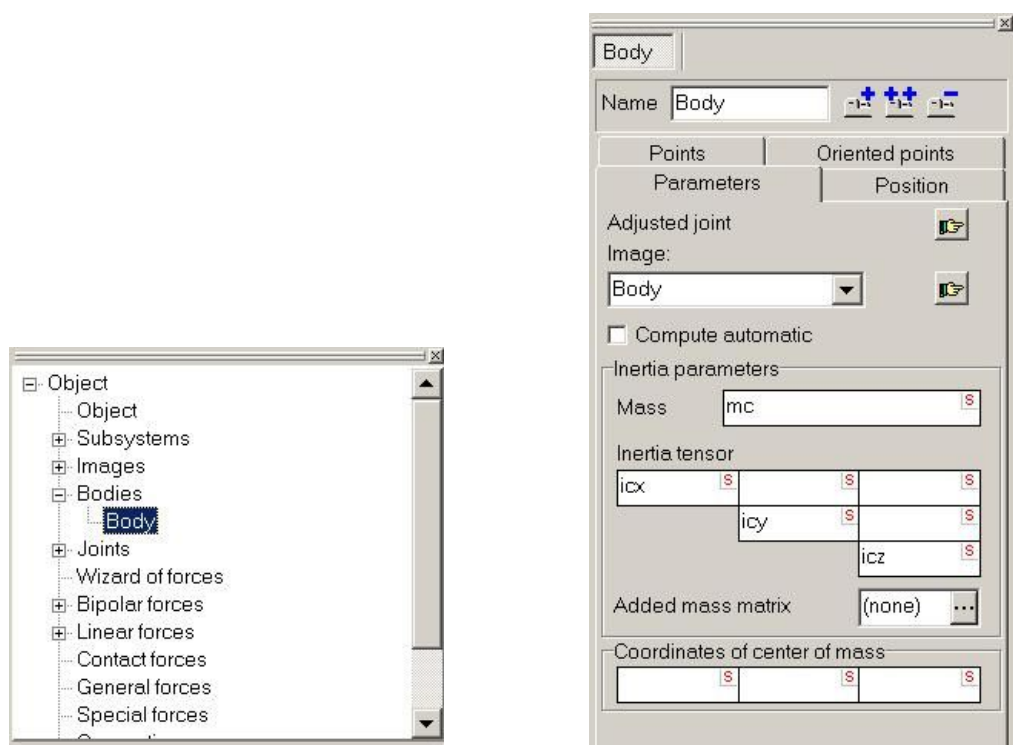 Object
Object
Subsystems
Images
Bodies
Body
Joints
Wizard of forces
Bipolar forces
Linear forces
Contact forces
General forces
Special forces
Body
Name Body
Points Oriented points
Parameters Position
Adjusted joint
Image:
Body
Compute automatic
Inertia parameters
Mass mc S
Inertia tensor
icx S S S
icy S S
icz S
Added mass matrix (none) ...
Coordinates of center of mass
S S S